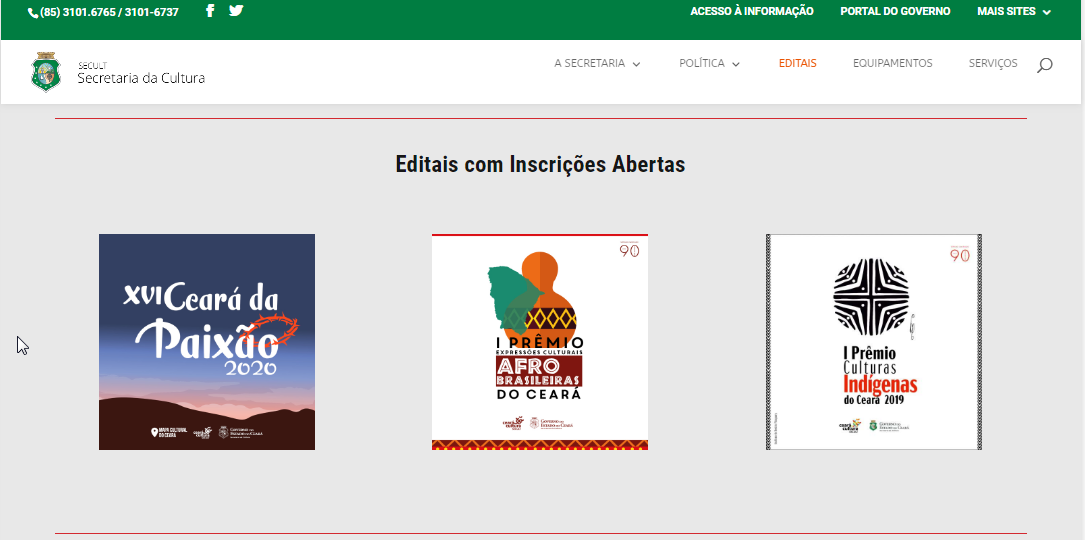 (85) 3101.6765 / 3101-6737
ACESSO À INFORMAÇÃO PORTAL DO GOVERNO MAIS SITES
SECULT
Secretaria da Cultura
A SECRETARIA POLÍTICA EDITAIS EQUIPAMENTOS SERVIÇOS
Editais com Inscrições Abertas
XVI Ceará da
Paixão
2020
MAPA CULTURAL
DO CEARÁ
90
I PRÊMIO
EXPRESSÕES CULTURAIS
AFRO
BRASILEIRAS
DO CEARÁ
90
I Prêmio
Culturas
Indígenas
do Ceará 2019